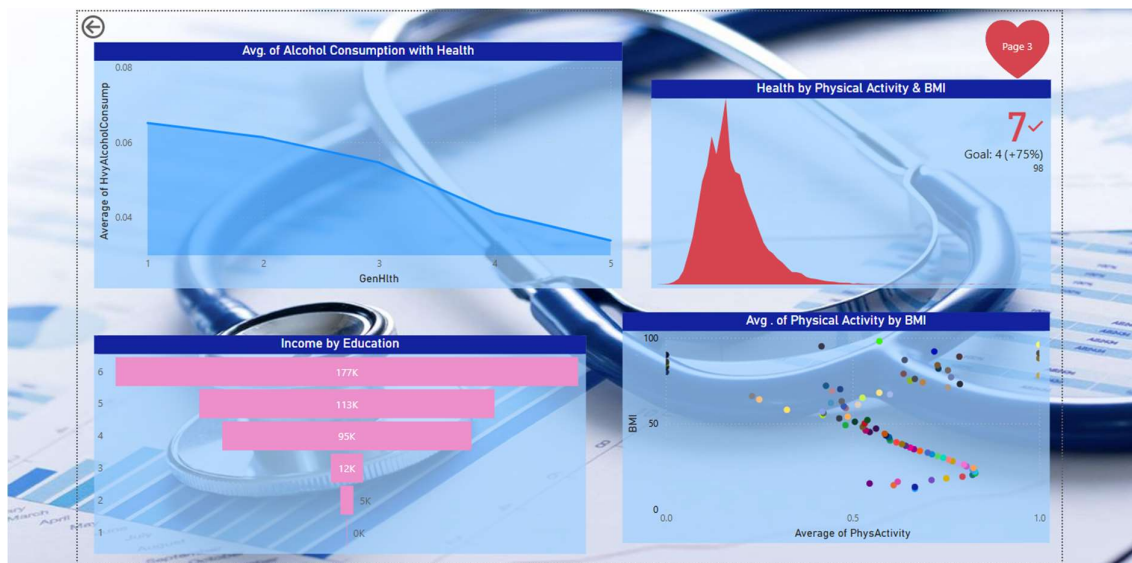 Page 3
Avg. of Alcohol Consumption with Health
0.08
0.06
0.04
Average of HvyAlcoholConsump
1 2 3 4 5
GenHlth
Health by Physical Activity & BMI
7
Goal: 4 (+75%)
98
Income by Education
6 177K
5 113K
4 95K
3 12K
2 5K
1 0K
Avg . of Physical Activity by BMI
100
50
0
BMI
0.0 0.5 1.0
Average of PhysActivity
April